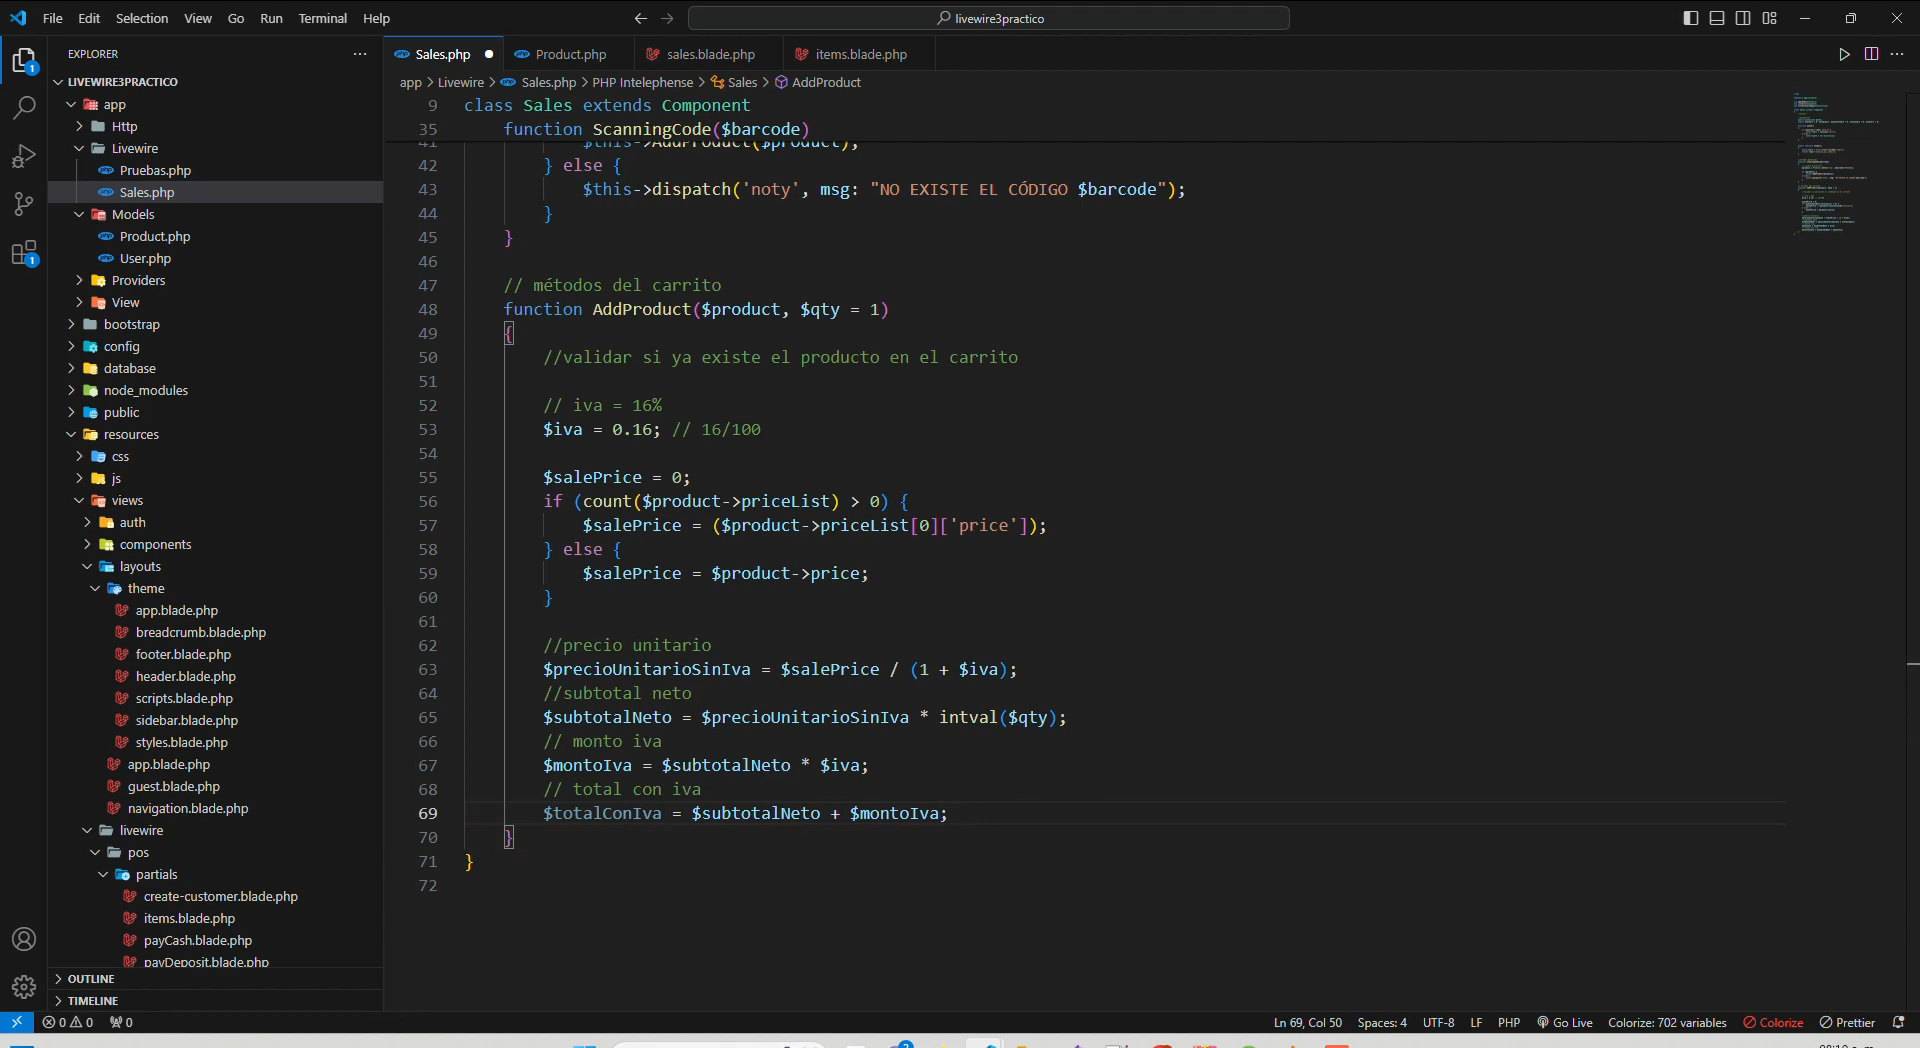 File Edit Selection View Go Run Terminal Help
livewire3practico
EXPLORER
LIVEWIRE3PRACTICO
app
Http
Livewire
Pruebas.php
Sales.php
Models
Product.php
User.php
Providers
View
bootstrap
config
database
node_modules
public
resources
css
js
views
auth
components
layouts
theme
app.blade.php
breadcrumb.blade.php
footer.blade.php
header.blade.php
scripts.blade.php
sidebar.blade.php
styles.blade.php
app.blade.php
guest.blade.php
navigation.blade.php
livewire
pos
partials
create-customer.blade.php
items.blade.php
payCash.blade.php
payDeposit.blade.php
OUTLINE
TIMELINE
Sales.php Product.php sales.blade.php items.blade.php
app > Livewire > Sales.php > PHP Intelephense > Sales > AddProduct
9 class Sales extends Component
35 function ScanningCode($barcode)
41 $this->AddProduct($product);
42 } else {
43 $this->dispatch('noty', msg: "NO EXISTE EL CÓDIGO $barcode");
44 }
45 }
46
47 // métodos del carrito
48 function AddProduct($product, $qty = 1)
49 {
50 //validar si ya existe el producto en el carrito
51
52 // iva = 16%
53 $iva = 0.16; // 16/100
54
55 $salePrice = 0;
56 if (count($product->priceList) > 0) {
57 $salePrice = ($product->priceList[0]['price']);
58 } else {
59 $salePrice = $product->price;
60 }
61
62 //precio unitario
63 $precioUnitarioSinIva = $salePrice / (1 + $iva);
64 //subtotal neto
65 $subtotalNeto = $precioUnitarioSinIva * intval($qty);
66 // monto iva
67 $montoIva = $subtotalNeto * $iva;
68 // total con iva
69 $totalConIva = $subtotalNeto + $montoIva;
70 }
71 }
72
0 0 0 Ln 69, Col 50 Spaces: 4 UTF-8 LF PHP Go Live Colorize: 702 variables Colorize Prettier